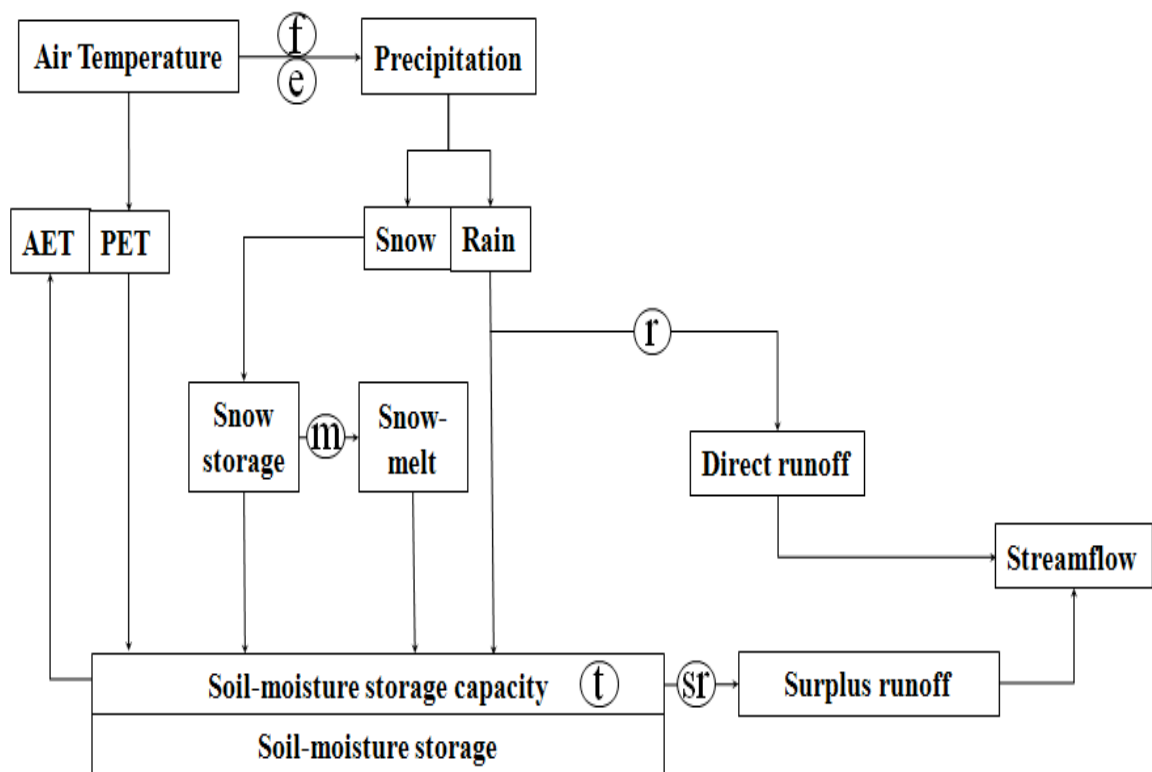 Air Temperature
f
e
Precipitation
AET
PET
Snow
Rain
r
Snow
storage
m
Snow-
melt
Direct runoff
Streamflow
Soil-moisture storage capacity
t
sr
Surplus runoff
Soil-moisture storage